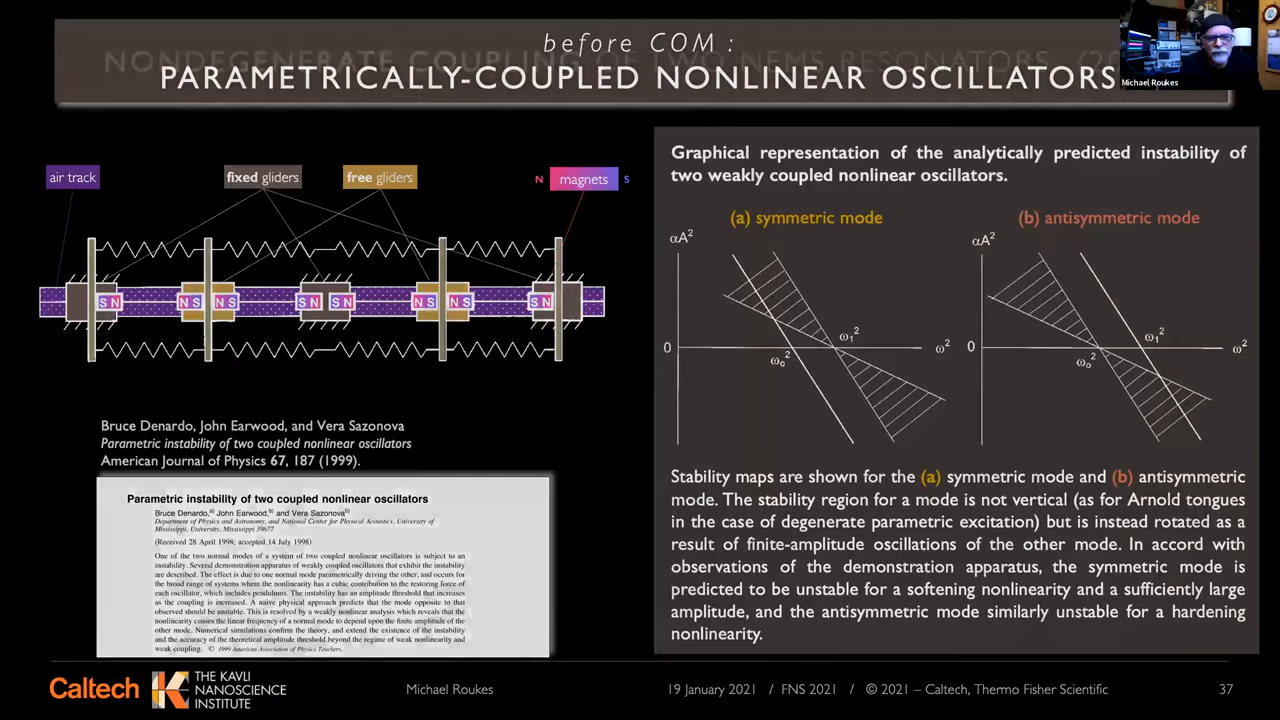 before COM :
PARAMETRICALLY-COUPLED NONLINEAR OSCILLATORS
Michael Roukes
air track
fixed gliders
free gliders
N magnets S
S N N S N S S N S N N S N S S N
Bruce Denardo, John Earwood, and Vera Sazonova
Parametric instability of two coupled nonlinear oscillators
American Journal of Physics 67, 187 (1999).
Parametric instability of two coupled nonlinear oscillators
Bruce Denardo,a) John Earwood,b) and Vera Sazonovab)
Department of Physics and Astronomy, and National Center for Physical Acoustics, University of
Mississippi, University, Mississippi 38677
(Received 28 April 1998; accepted 14 July 1998)
One of the two normal modes of a system of two coupled nonlinear oscillators is subject to an
instability. Several demonstration apparatus of weakly coupled oscillators that exhibit the instability
are described. The effect is due to one normal mode parametrically driving the other, and occurs for
the broad range of systems where the nonlinearity has a cubic contribution to the restoring force of
each oscillator, which includes pendulums. The instability has an amplitude threshold that increases
as the coupling is increased. A naive physical approach predicts that the mode opposite to that
observed should be unstable. This is resolved by a weakly nonlinear analysis which reveals that the
nonlinearity causes the linear frequency of a normal mode to depend upon the finite amplitude of the
other mode. Numerical simulations confirm the theory, and extend the existence of the instability
and the accuracy of the theoretical amplitude threshold beyond the regime of weak nonlinearity and
weak coupling. © 1999 American Association of Physics Teachers.
Graphical representation of the analytically predicted instability of
two weakly coupled nonlinear oscillators.
(a) symmetric mode
αA²
0
ω₀²
ω₁²
ω²
(b) antisymmetric mode
αA²
0
ω₀²
ω₁²
ω²
Stability maps are shown for the (a) symmetric mode and (b) antisymmetric
mode. The stability region for a mode is not vertical (as for Arnold tongues
in the case of degenerate parametric excitation) but is instead rotated as a
result of finite-amplitude oscillations of the other mode. In accord with
observations of the demonstration apparatus, the symmetric mode is
predicted to be unstable for a softening nonlinearity and a sufficiently large
amplitude, and the antisymmetric mode similarly unstable for a hardening
nonlinearity.
Caltech
THE KAVLI
NANOSCIENCE
INSTITUTE
Michael Roukes
19 January 2021 / FNS 2021 / © 2021 – Caltech, Thermo Fisher Scientific
37